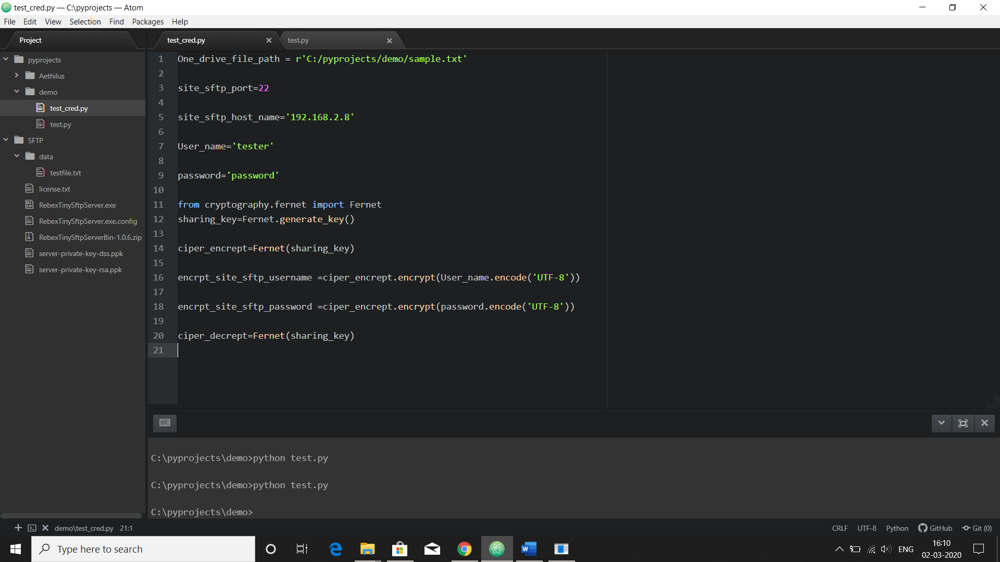 test_cred.py — C:\pyprojects — Atom
File Edit View Selection Find Packages Help
Project
test_cred.py
test.py
pyprojects
Aethilus
demo
test_cred.py
test.py
SFTP
data
testfile.txt
license.txt
RebexTinySftpServer.exe
RebexTinySftpServer.exe.config
RebexTinySftpServerBin-1.0.6.zip
server-private-key-dss.ppk
server-private-key-rsa.ppk
1 One_drive_file_path = r'C:/pyprojects/demo/sample.txt'
2
3 site_sftp_port=22
4
5 site_sftp_host_name='192.168.2.8'
6
7 User_name='tester'
8
9 password='password'
10
11 from cryptography.fernet import Fernet
12 sharing_key=Fernet.generate_key()
13
14 ciper_encrept=Fernet(sharing_key)
15
16 encrpt_site_sftp_username =ciper_encrept.encrypt(User_name.encode('UTF-8'))
17
18 encrpt_site_sftp_password =ciper_encrept.encrypt(password.encode('UTF-8'))
19
20 ciper_decrept=Fernet(sharing_key)
21
C:\pyprojects\demo>python test.py
C:\pyprojects\demo>python test.py
C:\pyprojects\demo>
demo\test_cred.py 21:1
CRLF UTF-8 Python GitHub Git (0)
Type here to search
ENG
16:10
02-03-2020